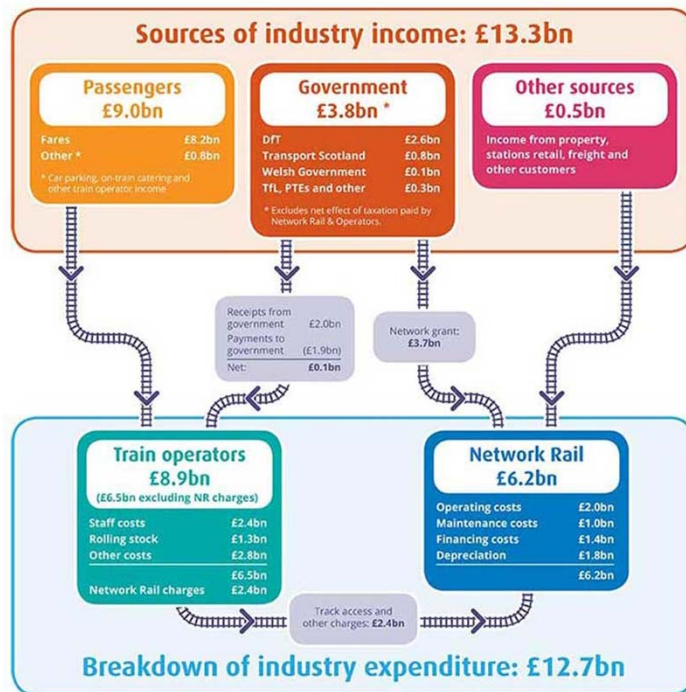 Sources of industry income: £13.3bn
Passengers
£9.0bn
Fares £8.2bn
Other * £0.8bn
* Car parking, on-train catering and
other train operator income
Government
£3.8bn *
DfT £2.6bn
Transport Scotland £0.8bn
Welsh Government £0.1bn
TfL, PTEs and other £0.3bn
* Excludes net effect of taxation paid by
Network Rail & Operators.
Other sources
£0.5bn
Income from property,
stations retail, freight and
other customers
Receipts from
government £2.0bn
Payments to
government (£1.9bn)
Net: £0.1bn
Network grant:
£3.7bn
Train operators
£8.9bn
(£6.5bn excluding NR charges)
Staff costs £2.4bn
Rolling stock £1.3bn
Other costs £2.8bn
£6.5bn
Network Rail charges £2.4bn
Network Rail
£6.2bn
Operating costs £2.0bn
Maintenance costs £1.0bn
Financing costs £1.4bn
Depreciation £1.8bn
£6.2bn
Track access and
other charges: £2.4bn
Breakdown of industry expenditure: £12.7bn